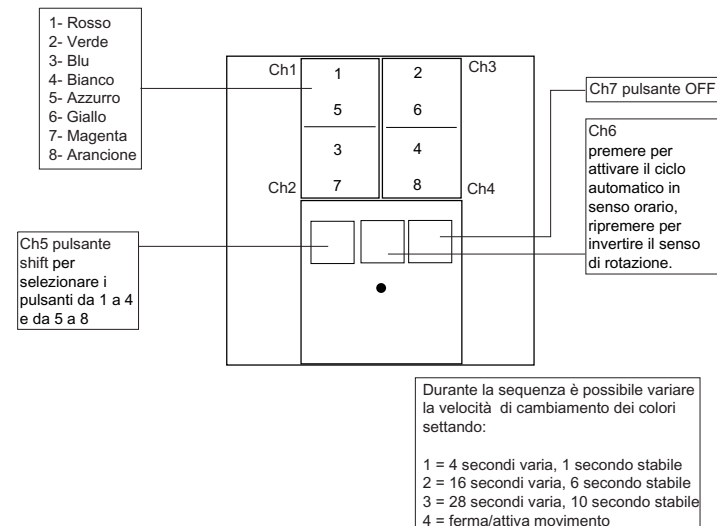 1- Rosso
2- Verde
3- Blu
4- Bianco
5- Azzurro
6- Giallo
7- Magenta
8- Arancione
Ch1
1
2
Ch3
5
6
3
4
Ch2
7
8
Ch4
Ch7 pulsante OFF
Ch6
premere per
attivare il ciclo
automatico in
senso orario,
ripremere per
invertire il senso
di rotazione.
Ch5 pulsante
shift per
selezionare i
pulsanti da 1 a 4
e da 5 a 8
Durante la sequenza è possibile variare
la velocità di cambiamento dei colori
settando:
1 = 4 secondi varia, 1 secondo stabile
2 = 16 secondi varia, 6 secondo stabile
3 = 28 secondi varia, 10 secondo stabile
4 = ferma/attiva movimento